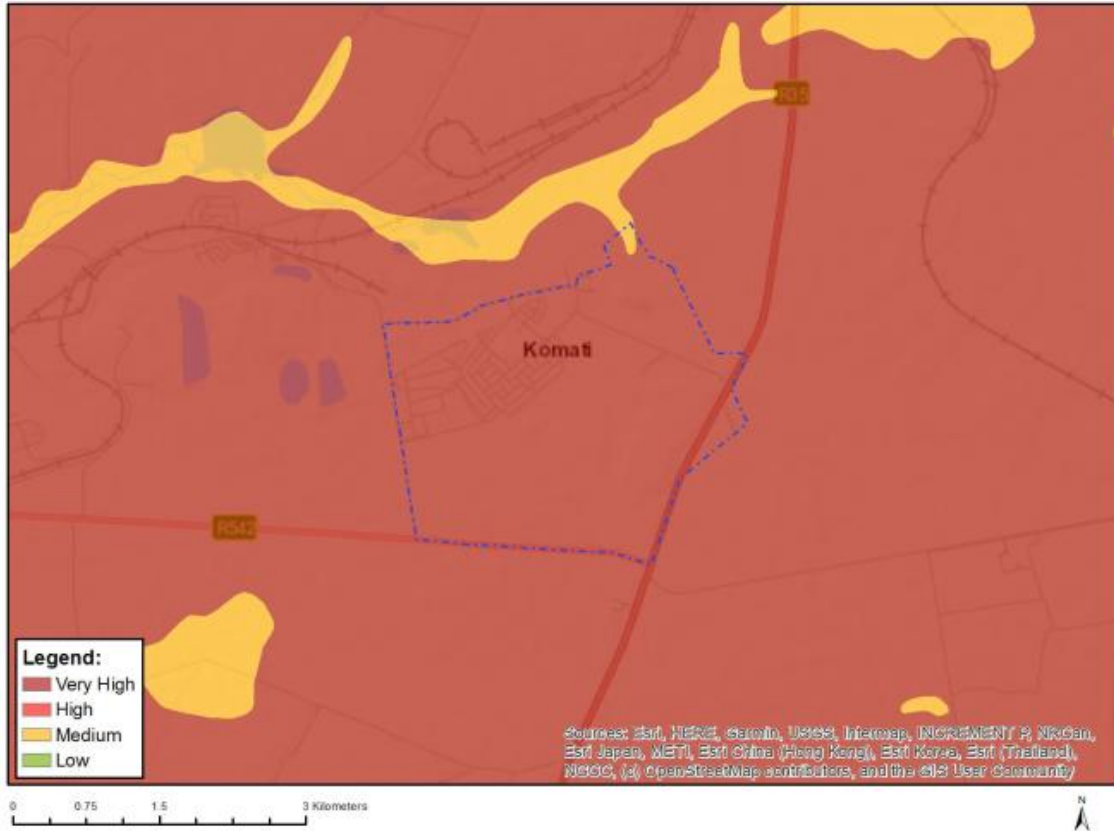 R35
Komati
R542
Legend:
Very High
High
Medium
Low
Sources: Esri, HERE, Garmin, USGS, Intermap, INCREMENT P, NRCan,
Esri Japan, METI, Esri China (Hong Kong), Esri Korea, Esri (Thailand),
NGCC, (c) OpenStreetMap contributors, and the GIS User Community
0 0.75 1.5 3 Kilometers
N